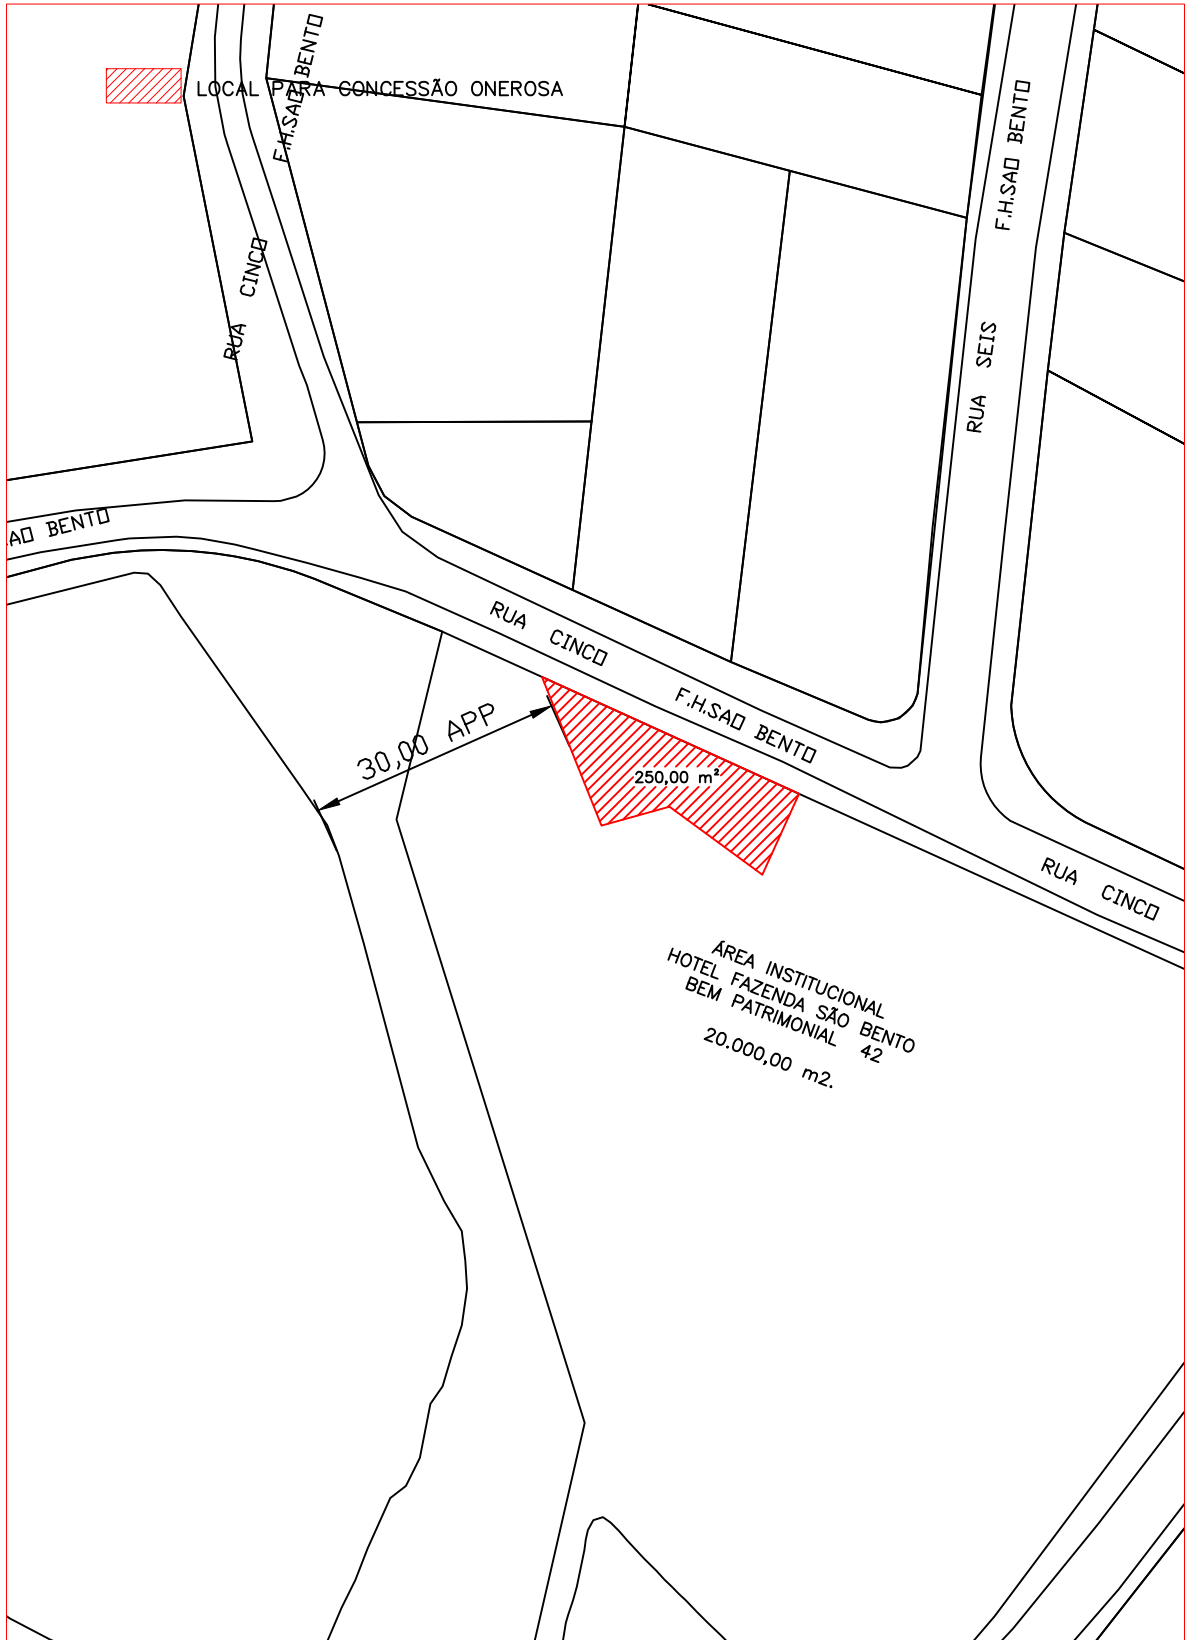 F.H.SAO BENTO
LOCAL PARA CONCESSÃO ONEROSA
F.H.SAO BENTO
RUA CINCO
RUA SEIS
AO BENTO
RUA CINCO
F.H.SAO BENTO
30,00 APP
250,00 m²
RUA CINCO
ÁREA INSTITUCIONAL
HOTEL FAZENDA SÃO BENTO
BEM PATRIMONIAL 42
20.000,00 m2.